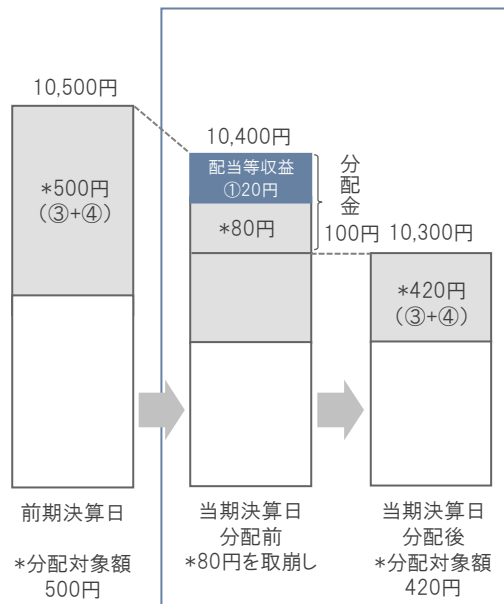 10,500円
*500円
(③+④)
前期決算日
*分配対象額
500円
10,400円
配当等収益
①20円
*80円
分配金
100円
当期決算日
分配前
*80円を取崩し
10,300円
*420円
(③+④)
当期決算日
分配後
*分配対象額
420円